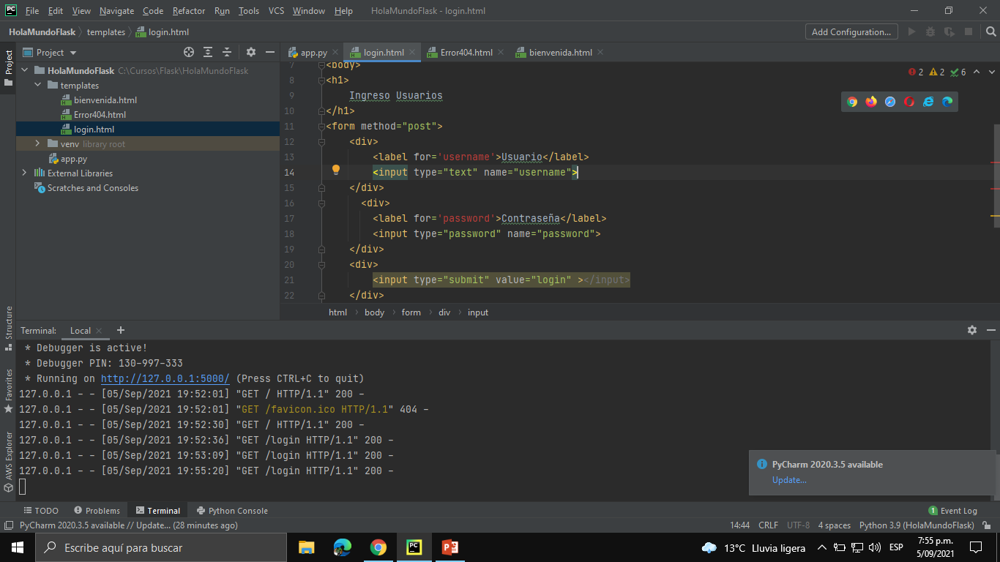 File Edit View Navigate Code Refactor Run Tools VCS Window Help HolaMundoFlask - login.html
HolaMundoFlask templates login.html Add Configuration...
Project
Project
app.py login.html Error404.html bienvenida.html
HolaMundoFlask C:\Cursos\Flask\HolaMundoFlask
templates
bienvenida.html
Error404.html
login.html
venv library root
app.py
External Libraries
Scratches and Consoles
2 2 6
7 <body>
8 <h1>
9 Ingreso Usuarios
10 </h1>
11 <form method="post">
12 <div>
13 <label for='username'>Usuario</label>
14 <input type="text" name="username">
15 </div>
16 <div>
17 <label for='password'>Contraseña</label>
18 <input type="password" name="password">
19 </div>
20 <div>
21 <input type="submit" value="login" ></input>
22 </div>
html body form div input
Structure
Favorites
AWS Explorer
Terminal: Local
* Debugger is active!
* Debugger PIN: 130-997-333
* Running on http://127.0.0.1:5000/ (Press CTRL+C to quit)
127.0.0.1 - - [05/Sep/2021 19:52:01] "GET / HTTP/1.1" 200 -
127.0.0.1 - - [05/Sep/2021 19:52:01] "GET /favicon.ico HTTP/1.1" 404 -
127.0.0.1 - - [05/Sep/2021 19:52:30] "GET / HTTP/1.1" 200 -
127.0.0.1 - - [05/Sep/2021 19:52:36] "GET /login HTTP/1.1" 200 -
127.0.0.1 - - [05/Sep/2021 19:53:09] "GET /login HTTP/1.1" 200 -
127.0.0.1 - - [05/Sep/2021 19:55:20] "GET /login HTTP/1.1" 200 -
PyCharm 2020.3.5 available
Update...
TODO Problems Terminal Python Console 1 Event Log
PyCharm 2020.3.5 available // Update... (28 minutes ago) 14:44 CRLF UTF-8 4 spaces Python 3.9 (HolaMundoFlask)
Escribe aquí para buscar
13°C Lluvia ligera ESP
7:55 p.m.
5/09/2021